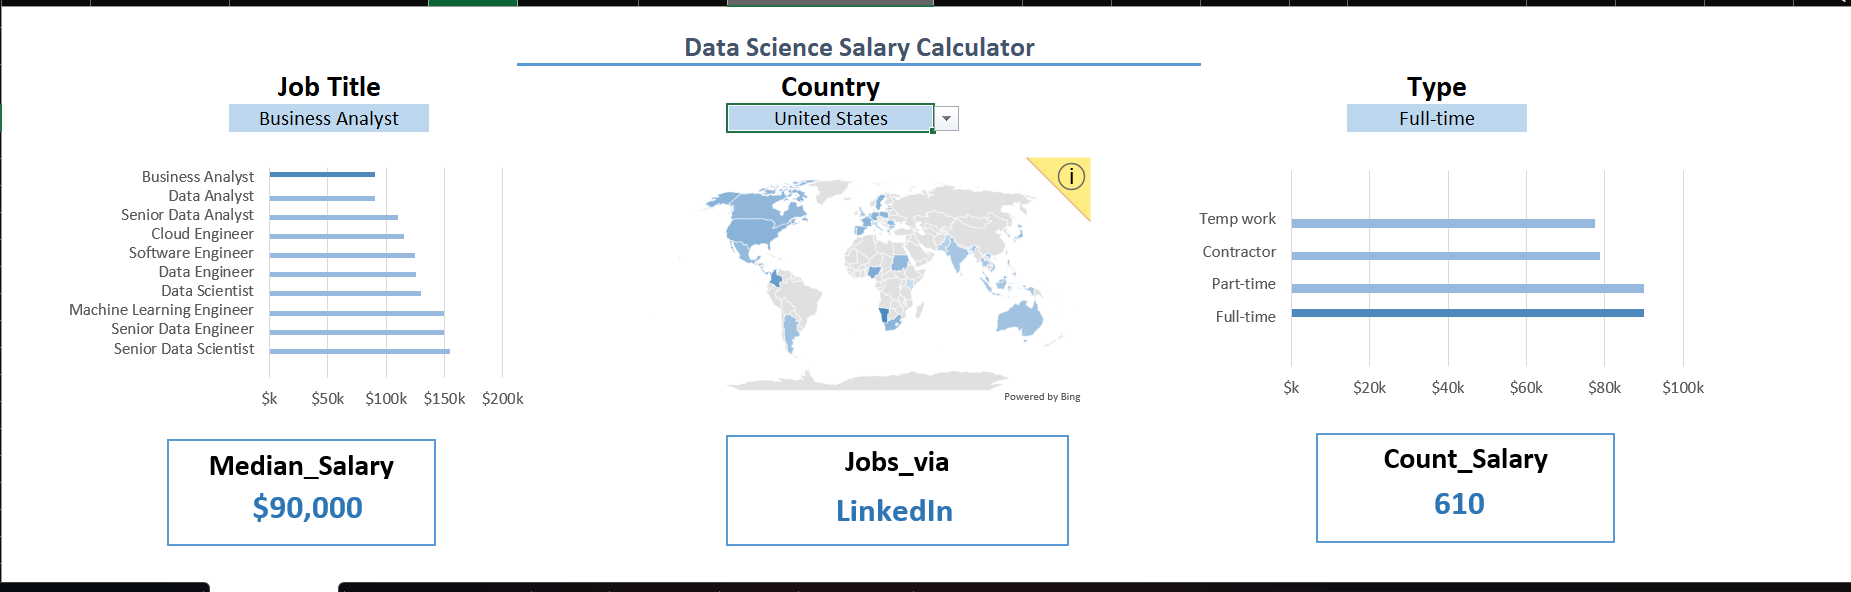 Data Science Salary Calculator
Job Title
Business Analyst
Country
United States
Type
Full-time
Business Analyst
Data Analyst
Senior Data Analyst
Cloud Engineer
Software Engineer
Data Engineer
Data Scientist
Machine Learning Engineer
Senior Data Engineer
Senior Data Scientist
$k $50k $100k $150k $200k
i
Powered by Bing
Temp work
Contractor
Part-time
Full-time
$k $20k $40k $60k $80k $100k
Median_Salary
$90,000
Jobs_via
LinkedIn
Count_Salary
610